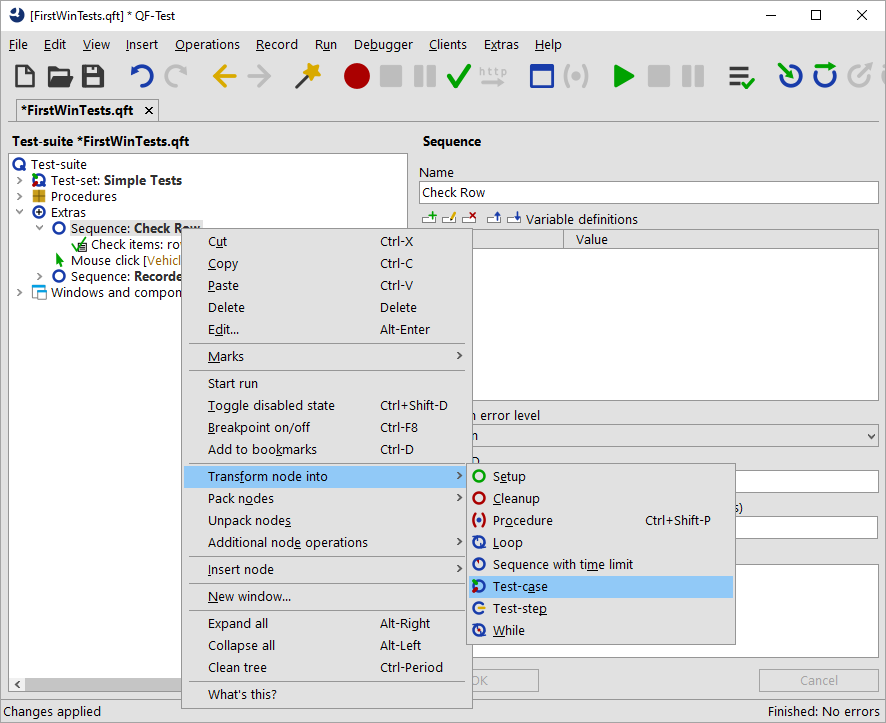 [FirstWinTests.qft] * QF-Test
File Edit View Insert Operations Record Run Debugger Clients Extras Help
http
*FirstWinTests.qft ×
Test-suite *FirstWinTests.qft
Test-suite
Test-set: Simple Tests
Procedures
Extras
Sequence: Check Row
Check items: ro
Mouse click [Vehicl
Sequence: Recorde
Windows and compon
Sequence
Name
Check Row
Variable definitions
Value
error level
Cut Ctrl-X
Copy Ctrl-C
Paste Ctrl-V
Delete Delete
Edit... Alt-Enter
Marks
Start run
Toggle disabled state Ctrl+Shift-D
Breakpoint on/off Ctrl-F8
Add to bookmarks Ctrl-D
Transform node into
Pack nodes
Unpack nodes
Additional node operations
Insert node
New window...
Expand all Alt-Right
Collapse all Alt-Left
Clean tree Ctrl-Period
What's this?
Setup
Cleanup
Procedure Ctrl+Shift-P
Loop
Sequence with time limit
Test-case
Test-step
While
s)
OK Cancel
Changes applied Finished: No errors